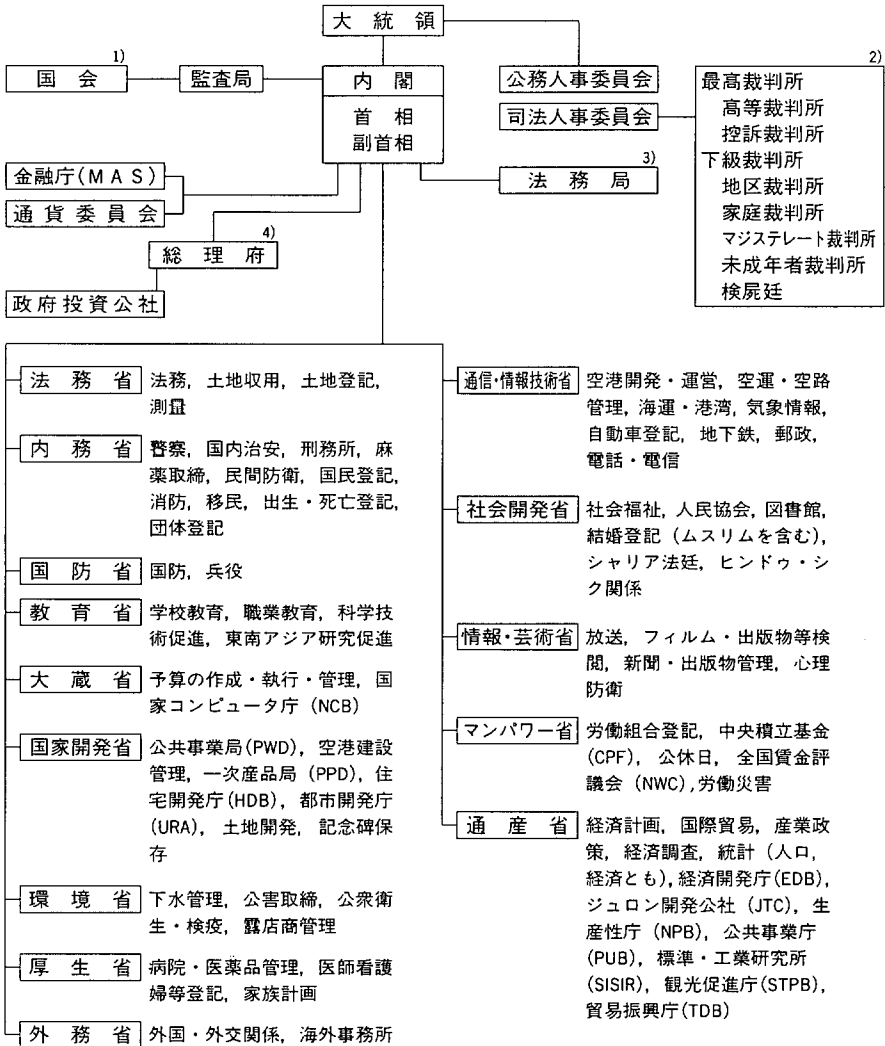 大統領
国会 1)
監査局
内閣
首相
副首相
公務人事委員会
司法人事委員会
法務局 3)
2)
最高裁判所
高等裁判所
控訴裁判所
下級裁判所
地区裁判所
家庭裁判所
マジステレート裁判所
未成年者裁判所
検屍廷
金融庁(MAS)
通貨委員会
総理府 4)
政府投資公社
法務省 法務，土地収用，土地登記，
測量
内務省 警察，国内治安，刑務所，麻
薬取締，民間防衛，国民登記，
消防，移民，出生・死亡登記，
団体登記
国防省 国防，兵役
教育省 学校教育，職業教育，科学技
術促進，東南アジア研究促進
大蔵省 予算の作成・執行・管理，国
家コンピュータ庁（NCB）
国家開発省 公共事業局(PWD)，空港建設
管理，一次産品局（PPD），住
宅開発庁(HDB)，都市開発庁
(URA)，土地開発，記念碑保
存
環境省 下水管理，公害取締，公衆衛
生・検疫，露店商管理
厚生省 病院・医薬品管理，医師看護
婦等登記，家族計画
外務省 外国・外交関係，海外事務所
通信・情報技術省 空港開発・運営，空運・空路
管理，海運・港湾，気象情報，
自動車登記，地下鉄，郵政，
電話・電信
社会開発省 社会福祉，人民協会，図書館，
結婚登記（ムスリムを含む），
シャリア法廷，ヒンドゥ・シ
ク関係
情報・芸術省 放送，フィルム・出版物等検
閲，新聞・出版物管理，心理
防衛
マンパワー省 労働組合登記，中央積立基金
(CPF)，公休日，全国賃金評
議会（NWC），労働災害
通産省 経済計画，国際貿易，産業政
策，経済調査，統計（人口，
経済とも），経済開発庁(EDB)，
ジュロン開発公社（JTC），生
産性庁（NPB），公共事業庁
(PUB)，標準・工業研究所
(SISIR)，観光促進庁(STPB)，
貿易振興庁(TDB)